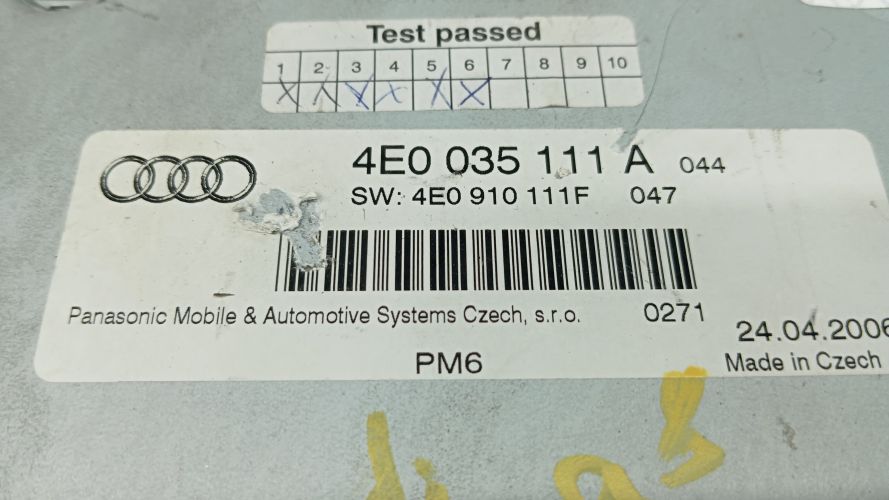 Test passed
1 2 3 4 5 6 7 8 9 10
X X X X X X
4E0 035 111 A 044
SW: 4E0 910 111F 047
Panasonic Mobile & Automotive Systems Czech, s.r.o. 0271
24.04.2006
PM6
Made in Czech